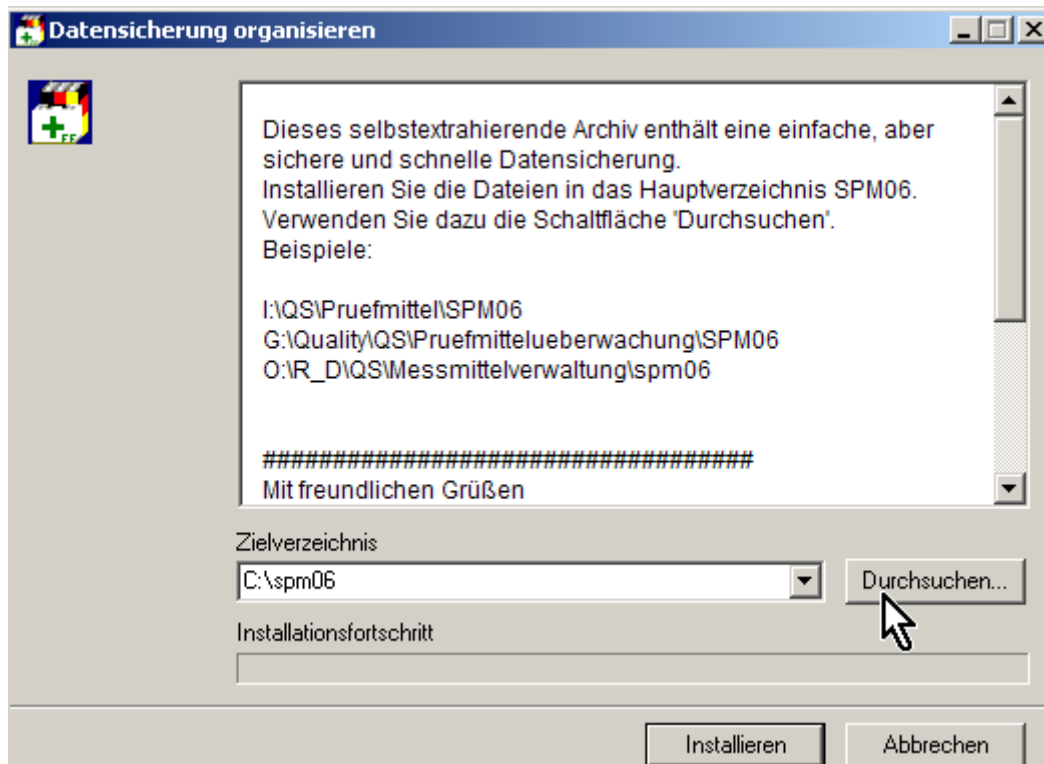 Datensicherung organisieren
Dieses selbstextrahierende Archiv enthält eine einfache, aber
sichere und schnelle Datensicherung.
Installieren Sie die Dateien in das Hauptverzeichnis SPM06.
Verwenden Sie dazu die Schaltfläche 'Durchsuchen'.
Beispiele:
I:\QS\Pruefmittel\SPM06
G:\Quality\QS\Pruefmittelueberwachung\SPM06
O:\R_D\QS\Messmittelverwaltung\spm06
##################################
Mit freundlichen Grüßen
Zielverzeichnis
C:\spm06
Durchsuchen...
Installationsfortschritt
Installieren
Abbrechen